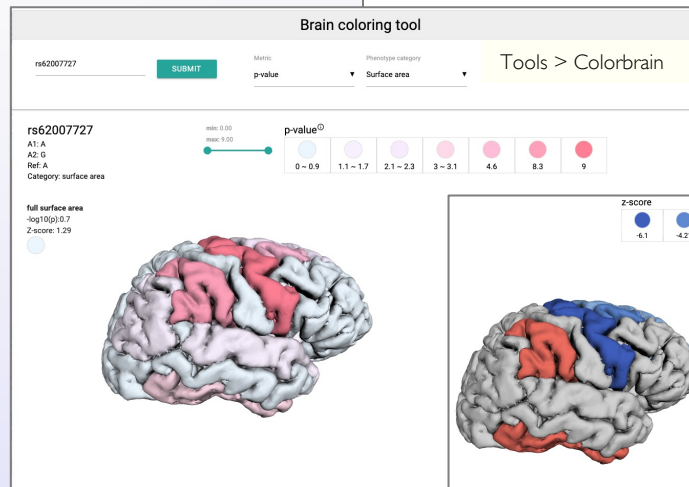 Brain coloring tool
rs62007727
SUBMIT
Metric
p-value
Phenotype category
Surface area
Tools > Colorbrain
rs62007727
A1: A
A2: G
Ref: A
Category: surface area
min: 0.00
max: 9.00
p-value
0 ~ 0.9
1.1 ~ 1.7
2.1 ~ 2.3
3 ~ 3.1
4.6
8.3
9
full surface area
-log10(p):0.7
Z-score: 1.29
z-score
-6.1